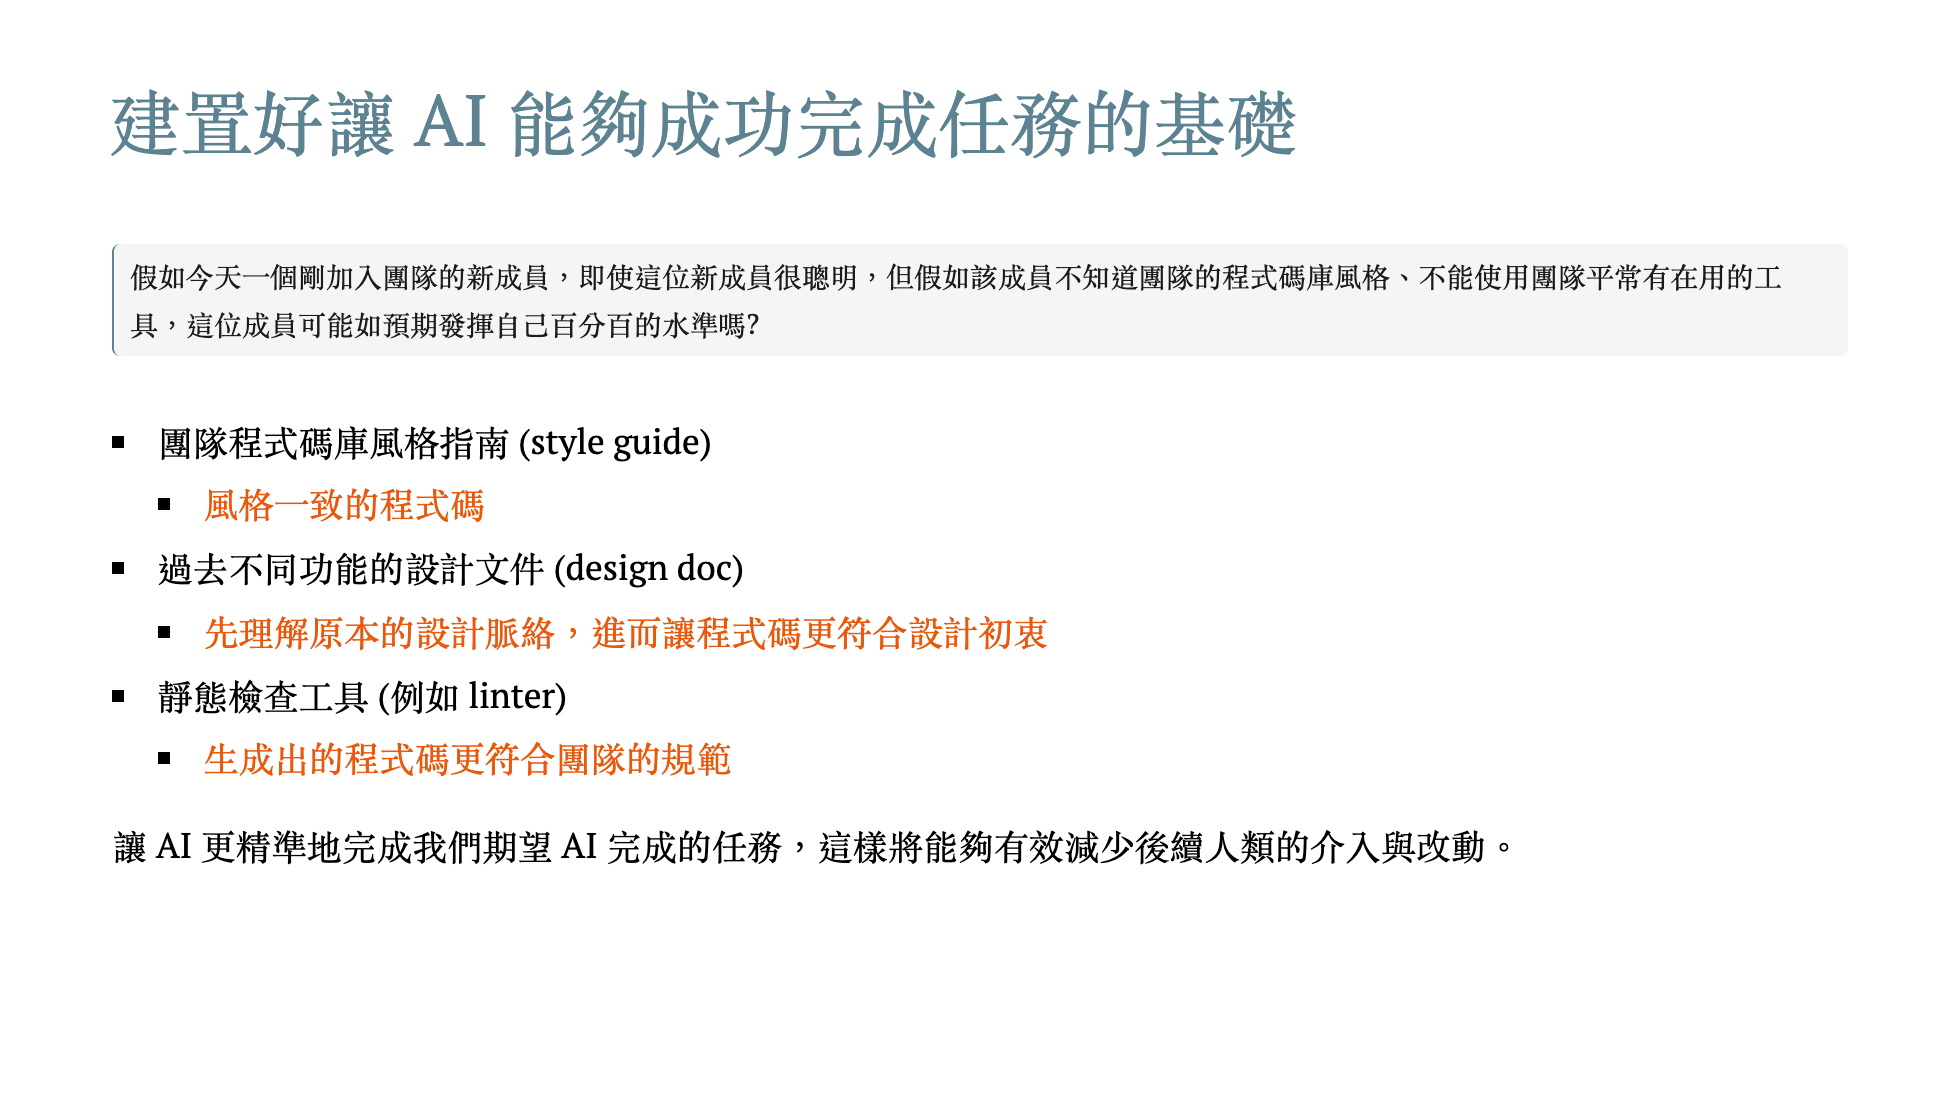 建置好讓 AI 能夠成功完成任務的基礎
假如今天一個剛加入團隊的新成員，即使這位新成員很聰明，但假如該成員不知道團隊的程式碼庫風格、不能使用團隊平常有在用的工
具，這位成員可能如預期發揮自己百分百的水準嗎?
▪ 團隊程式碼庫風格指南 (style guide)
▪ 風格一致的程式碼
▪ 過去不同功能的設計文件 (design doc)
▪ 先理解原本的設計脈絡，進而讓程式碼更符合設計初衷
▪ 靜態檢查工具 (例如 linter)
▪ 生成出的程式碼更符合團隊的規範
讓 AI 更精準地完成我們期望 AI 完成的任務，這樣將能夠有效減少後續人類的介入與改動。